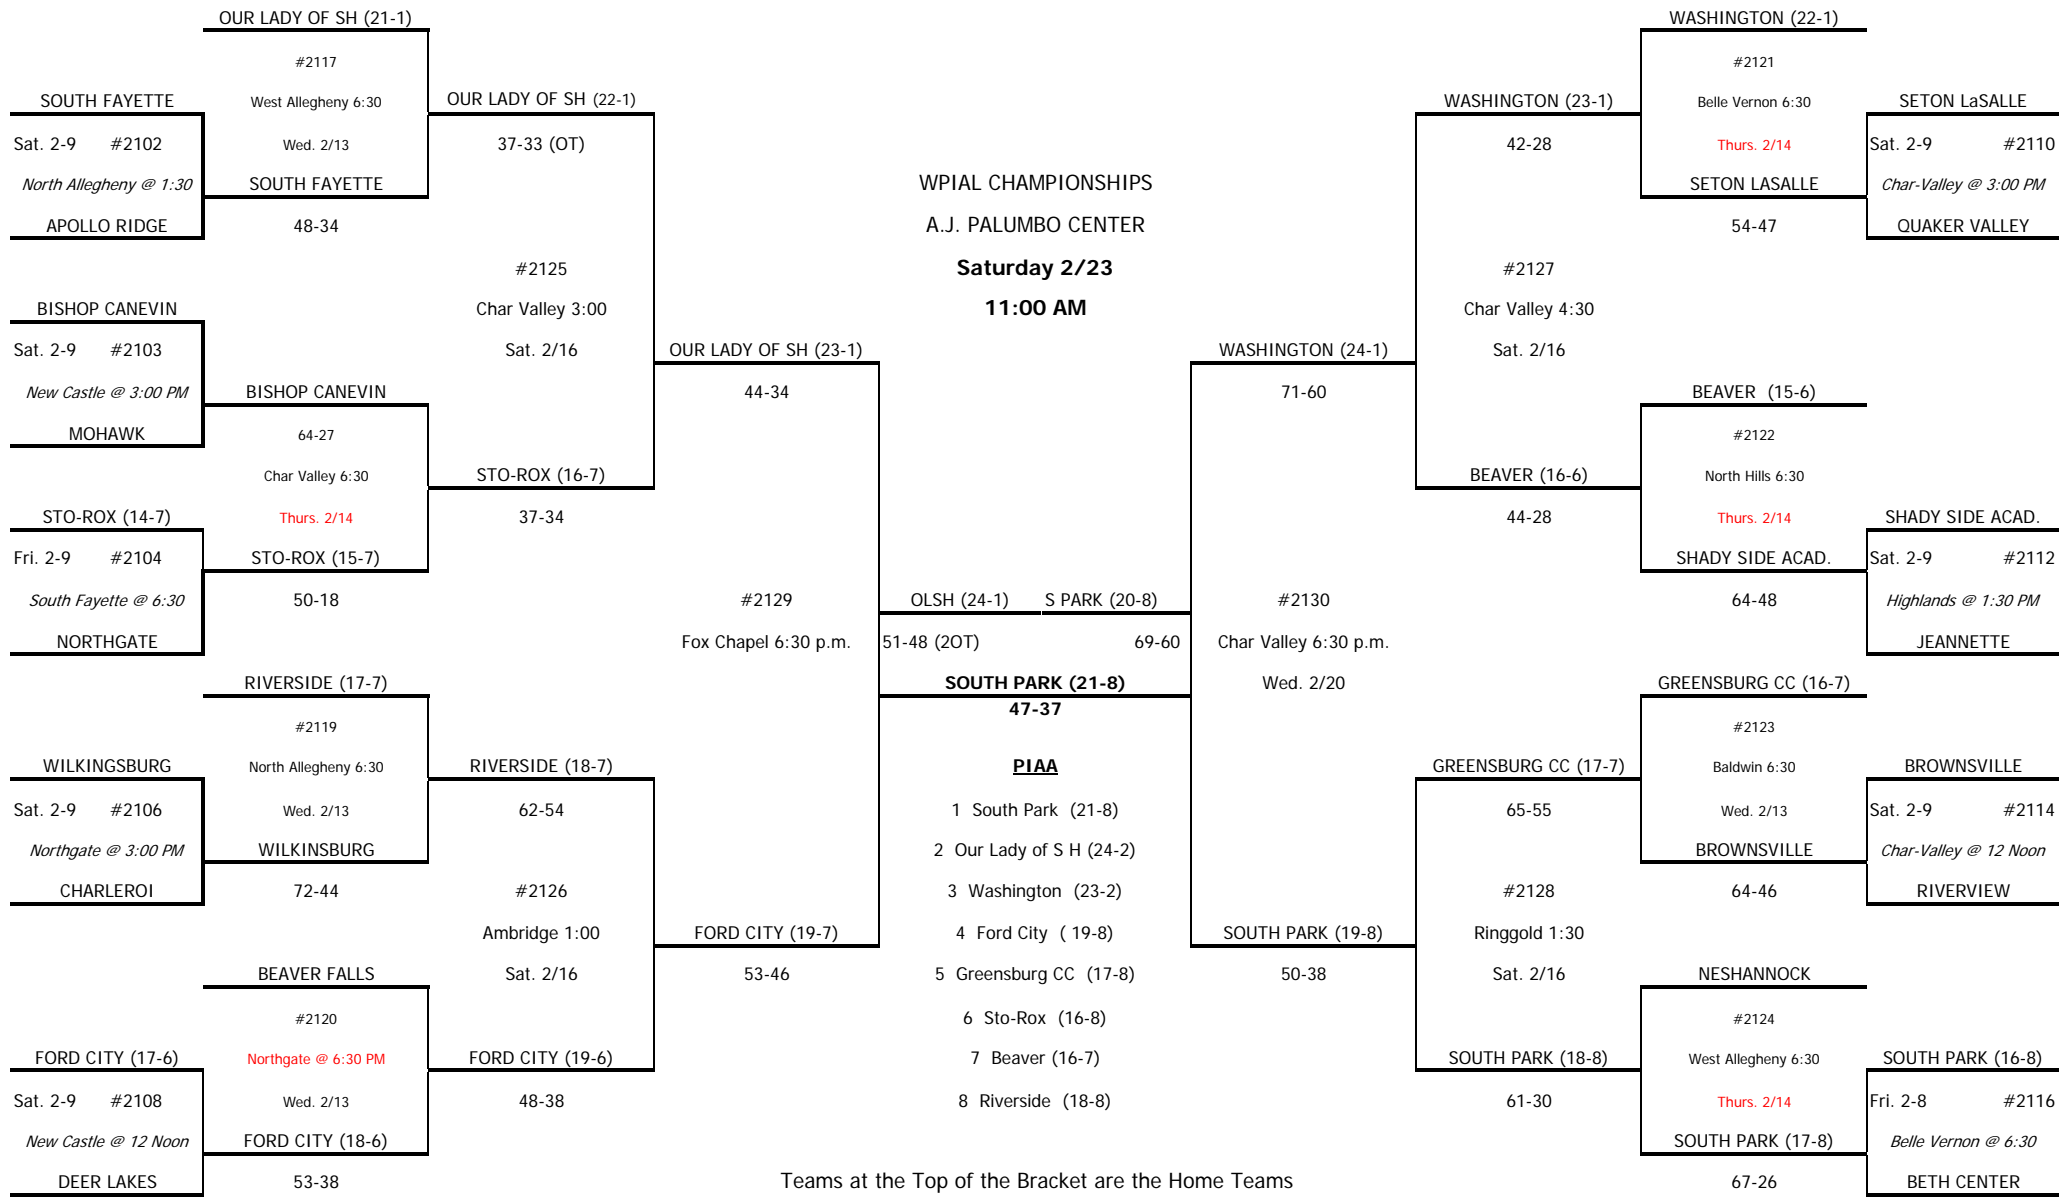 OUR LADY OF SH (21-1)
#2117
SOUTH FAYETTE
West Allegheny 6:30
OUR LADY OF SH (22-1)
Sat. 2-9 #2102
Wed. 2/13
37-33 (OT)
North Allegheny @ 1:30
SOUTH FAYETTE
APOLLO RIDGE
48-34
#2125
BISHOP CANEVIN
Char Valley 3:00
Sat. 2-9 #2103
Sat. 2/16
OUR LADY OF SH (23-1)
New Castle @ 3:00 PM
BISHOP CANEVIN
44-34
MOHAWK
64-27
Char Valley 6:30
STO-ROX (16-7)
STO-ROX (14-7)
Thurs. 2/14
37-34
Fri. 2-9 #2104
STO-ROX (15-7)
South Fayette @ 6:30
50-18
#2129
NORTHGATE
Fox Chapel 6:30 p.m.
RIVERSIDE (17-7)
#2119
WILKINGSBURG
North Allegheny 6:30
RIVERSIDE (18-7)
Sat. 2-9 #2106
Wed. 2/13
62-54
Northgate @ 3:00 PM
WILKINSBURG
CHARLEROI
72-44
#2126
Ambridge 1:00
FORD CITY (19-7)
BEAVER FALLS
Sat. 2/16
53-46
#2120
FORD CITY (17-6)
Northgate @ 6:30 PM
FORD CITY (19-6)
Sat. 2-9 #2108
Wed. 2/13
48-38
New Castle @ 12 Noon
FORD CITY (18-6)
DEER LAKES
53-38
WPIAL CHAMPIONSHIPS
A.J. PALUMBO CENTER
Saturday 2/23
11:00 AM
OLSH (24-1) S PARK (20-8)
51-48 (2OT) 69-60
SOUTH PARK (21-8)
47-37
PIAA
1 South Park (21-8)
2 Our Lady of S H (24-2)
3 Washington (23-2)
4 Ford City ( 19-8)
5 Greensburg CC (17-8)
6 Sto-Rox (16-8)
7 Beaver (16-7)
8 Riverside (18-8)
Teams at the Top of the Bracket are the Home Teams
WASHINGTON (22-1)
#2121
WASHINGTON (23-1)
Belle Vernon 6:30
SETON LaSALLE
42-28
Thurs. 2/14
Sat. 2-9 #2110
SETON LASALLE
Char-Valley @ 3:00 PM
54-47
QUAKER VALLEY
#2127
Char Valley 4:30
WASHINGTON (24-1)
Sat. 2/16
71-60
BEAVER (15-6)
#2122
BEAVER (16-6)
North Hills 6:30
44-28
Thurs. 2/14
SHADY SIDE ACAD.
SHADY SIDE ACAD.
Sat. 2-9 #2112
#2130
64-48
Highlands @ 1:30 PM
Char Valley 6:30 p.m.
JEANNETTE
Wed. 2/20
GREENSBURG CC (16-7)
#2123
GREENSBURG CC (17-7)
Baldwin 6:30
BROWNSVILLE
65-55
Wed. 2/13
Sat. 2-9 #2114
BROWNSVILLE
Char-Valley @ 12 Noon
#2128
64-46
RIVERVIEW
SOUTH PARK (19-8)
Ringgold 1:30
50-38
Sat. 2/16
NESHANNOCK
#2124
SOUTH PARK (18-8)
West Allegheny 6:30
SOUTH PARK (16-8)
61-30
Thurs. 2/14
Fri. 2-8 #2116
SOUTH PARK (17-8)
Belle Vernon @ 6:30
67-26
BETH CENTER